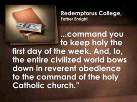 Redemptorus College,
Father Enright
...command you
to keep holy the
first day of the week. And, lo,
the entire civilized world bows
down in reverent obedience
to the command of the holy
Catholic church."